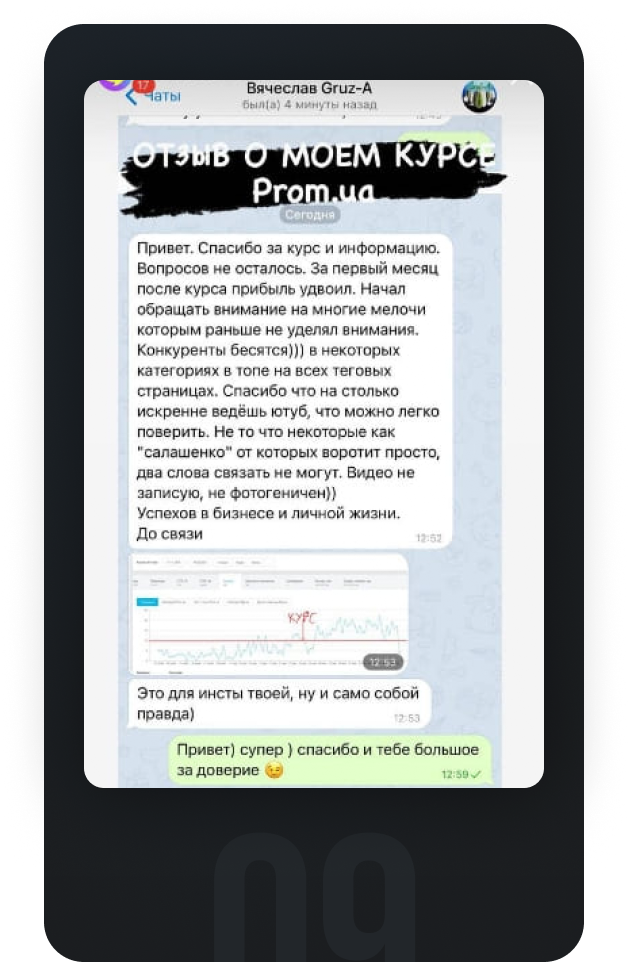 17
Чаты
Вячеслав Gruz-A
был(а) 4 минуты назад
ОТЗЫВ О МОЕМ КУРСЕ
Prom.ua
Сегодня
Привет. Спасибо за курс и информацию.
Вопросов не осталось. За первый месяц
после курса прибыль удвоил. Начал
обращать внимание на многие мелочи
которым раньше не уделял внимания.
Конкуренты бесятся))) в некоторых
категориях в топе на всех теговых
страницах. Спасибо что на столько
искренне ведёшь ютуб, что можно легко
поверить. Не то что некоторые как
"салашенко" от которых воротит просто,
два слова связать не могут. Видео не
записую, не фотогеничен))
Успехов в бизнесе и личной жизни.
До связи
12:52
КУРС
12:53
Это для инсты твоей, ну и само собой
правда)
12:53
Привет) супер ) спасибо и тебе большое
за доверие 😉
12:59
09